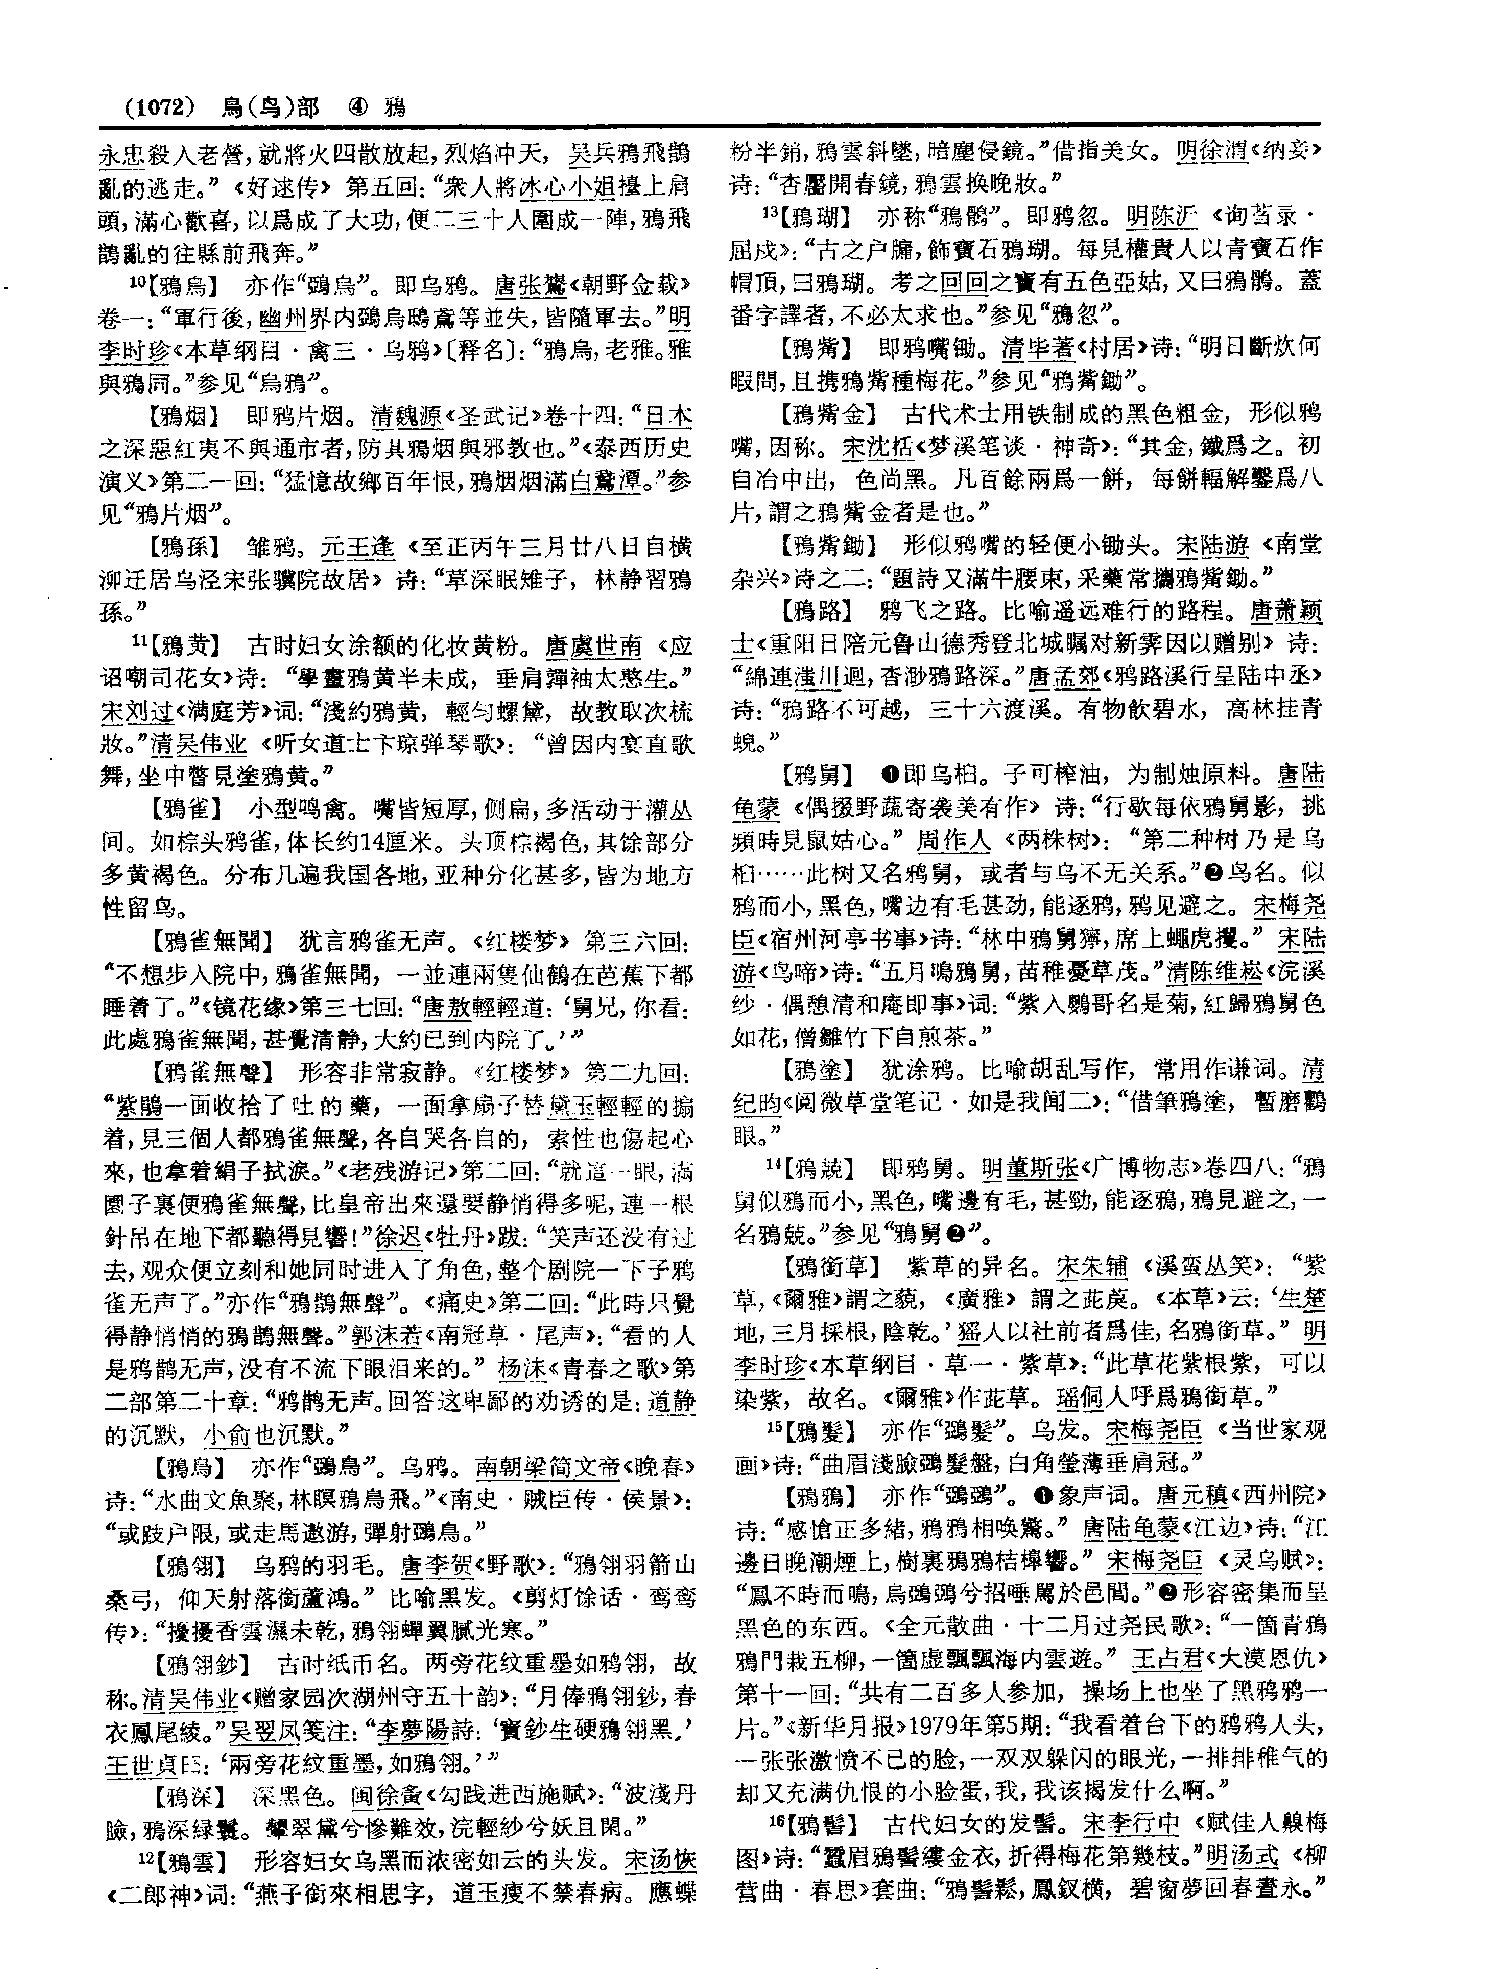 (1072) 鳥(鸟)部 ④ 鴉
永忠殺入老營,就將火四散放起,烈焰冲天, 吴兵鴉飛鵲
亂的逃走。”《好逑传》第五回:“衆人將冰心小姐擡上肩
頭,滿心歡喜,以爲成了大功,便二三十人圍成一陣,鴉飛
鵲亂的往縣前飛奔。”
10【鴉烏】 亦作“鵶烏”。即乌鸦。唐张鷟《朝野佥载》
卷一:“軍行後,幽州界内鵶烏鴟鳶等並失,皆隨軍去。”明
李时珍《本草纲目·禽三·乌鸦》〔释名〕:“鴉烏,老雅。雅
與鴉同。”参见“烏鴉”。
【鴉烟】 即鸦片烟。清魏源《圣武记》卷十四:“日本
之深惡紅夷不與通市者,防其鴉烟與邪教也。”《泰西历史
演义》第二一回:“猛憶故鄉百年恨,鴉烟烟滿白鵞潭。”参
见“鴉片烟”。
【鴉孫】 雏鸦。元王逢《至正丙午三月廿八日自横
泖迁居乌泾宋张骥院故居》诗:“草深眠雉子, 林静習鴉
孫。”
11【鴉黄】 古时妇女涂额的化妆黄粉。唐虞世南《应
诏嘲司花女》诗: “學畫鴉黄半未成, 垂肩嚲袖太憨生。”
宋刘过《满庭芳》词:“淺約鴉黄, 輕匀螺黛, 故教取次梳
妝。”清吴伟业《听女道士卞琼弹琴歌》: “曾因内宴直歌
舞,坐中瞥見塗鴉黄。”
【鴉雀】 小型鸣禽。嘴皆短厚,侧扁,多活动于灌丛
间。如棕头鸦雀,体长约14厘米。头顶棕褐色,其馀部分
多黄褐色。分布几遍我国各地,亚种分化甚多,皆为地方
性留鸟。
【鴉雀無聞】 犹言鸦雀无声。《红楼梦》第三六回:
“不想步入院中,鴉雀無聞, 一並連兩隻仙鶴在芭蕉下都
睡着了。”《镜花缘》第三七回:“唐敖輕輕道:‘舅兄,你看:
此處鴉雀無聞,甚覺清静,大約已到内院了。’”
【鴉雀無聲】 形容非常寂静。《红楼梦》第二九回:
“紫鵑一面收拾了吐的藥, 一面拿扇子替黛玉輕輕的搧
着,見三個人都鴉雀無聲,各自哭各自的, 索性也傷起心
來,也拿着絹子拭淚。”《老残游记》第二回:“就這一眼,滿
園子裏便鴉雀無聲,比皇帝出來還要静悄得多呢,連一根
針吊在地下都聽得見響!”徐迟《牡丹》跋:“笑声还没有过
去,观众便立刻和她同时进入了角色,整个剧院一下子鸦
雀无声了。”亦作“鴉鵲無聲”。《痛史》第二回:“此時只覺
得静悄悄的鴉鵲無聲。”郭沫若《南冠草·尾声》:“看的人
是鸦鹊无声,没有不流下眼泪来的。” 杨沫《青春之歌》第
二部第二十章:“鸦鹊无声。回答这卑鄙的劝诱的是:道静
的沉默, 小俞也沉默。”
【鴉鳥】 亦作“鵶鳥”。乌鸦。南朝梁简文帝《晚春》
诗:“水曲文魚聚,林暝鴉鳥飛。”《南史·贼臣传·侯景》:
“或跂户限,或走馬遨游,彈射鵶鳥。”
【鴉翎】 乌鸦的羽毛。唐李贺《野歌》:“鴉翎羽箭山
桑弓, 仰天射落銜蘆鴻。” 比喻黑发。《剪灯馀话·鸾鸾
传》:“擾擾香雲濕未乾,鴉翎蟬翼膩光寒。”
【鴉翎鈔】 古时纸币名。两旁花纹重墨如鸦翎, 故
称。清吴伟业《赠家园次湖州守五十韵》:“月俸鴉翎鈔,春
衣鳳尾綾。”吴翌凤笺注:“李夢陽詩:‘寶鈔生硬鴉翎黑。’
王世貞曰:‘兩旁花紋重墨,如鴉翎。’”
【鴉深】 深黑色。闽徐夤《勾践进西施赋》:“波淺丹
臉,鴉深緑鬢。顰翠黛兮慘難效,浣輕紗兮妖且閑。”
12【鴉雲】 形容妇女乌黑而浓密如云的头发。宋汤恢
《二郎神》词:“燕子銜來相思字, 道玉瘦不禁春病。應蝶
粉半銷,鴉雲斜墜,暗塵侵鏡。”借指美女。明徐渭《纳妾》
诗:“杏靨開春鏡,鴉雲换晚妝。”
13【鴉瑚】 亦称“鴉鶻”。即鸦忽。明陈沂《询蒭录·
屈戍》:“古之户牖,飾寶石鴉瑚。每見權貴人以青寶石作
帽頂,曰鴉瑚。考之回回之寶有五色亞姑,又曰鴉鶻。蓋
番字譯者,不必太求也。”参见“鴉忽”。
【鴉觜】 即鸦嘴锄。清毕著《村居》诗:“明日斷炊何
暇問,且携鴉觜種梅花。”参见“鴉觜鋤”。
【鴉觜金】 古代术士用铁制成的黑色粗金, 形似鸦
嘴,因称。宋沈括《梦溪笔谈·神奇》:“其金,鐵爲之。初
自冶中出, 色尚黑。凡百餘兩爲一餅, 每餅輻解鑿爲八
片,謂之鴉觜金者是也。”
【鴉觜鋤】 形似鸦嘴的轻便小锄头。宋陆游《南堂
杂兴》诗之二:“題詩又滿牛腰束,采藥常攜鴉觜鋤。”
【鴉路】 鸦飞之路。比喻遥远难行的路程。唐萧颖
士《重阳日陪元鲁山德秀登北城瞩对新霁因以赠别》诗:
“綿連滍川迴,杳渺鴉路深。”唐孟郊《鸦路溪行呈陆中丞》
诗:“鴉路不可越, 三十六渡溪。有物飲碧水, 高林挂青
蜺。”
【鸦舅】 ❶即乌桕。子可榨油, 为制烛原料。唐陆
龟蒙《偶掇野蔬寄袭美有作》诗:“行歇每依鴉舅影, 挑
頻時見鼠姑心。” 周作人《两株树》: “第二种树乃是乌
桕……此树又名鸦舅, 或者与乌不无关系。”❷鸟名。似
鸦而小,黑色,嘴边有毛甚劲,能逐鸦,鸦见避之。宋梅尧
臣《宿州河亭书事》诗:“林中鴉舅獰,席上蠅虎攫。” 宋陆
游《鸟啼》诗:“五月鳴鴉舅,苗稚憂草茂。”清陈维崧《浣溪
纱·偶憩清和庵即事》词:“紫入鸚哥名是菊,紅歸鴉舅色
如花,僧雛竹下自煎茶。”
【鴉塗】 犹涂鸦。比喻胡乱写作, 常用作谦词。清
纪昀《阅微草堂笔记·如是我闻二》:“借筆鴉塗, 暫磨鸜
眼。”
14【鴉兢】 即鸦舅。明董斯张《广博物志》卷四八:“鴉
舅似鴉而小,黑色,嘴邊有毛,甚勁,能逐鴉,鴉見避之,一
名鴉兢。”参见“鴉舅❷”。
【鴉銜草】 紫草的异名。宋朱辅《溪蛮丛笑》: “紫
草,《爾雅》謂之藐,《廣雅》謂之茈䓞。《本草》云:‘生楚
地,三月採根,陰乾。’猺人以社前者爲佳,名鴉銜草。” 明
李时珍《本草纲目·草一·紫草》:“此草花紫根紫, 可以
染紫, 故名。《爾雅》作茈草。瑶侗人呼爲鴉銜草。”
15【鴉髮】 亦作“鵶髮”。乌发。宋梅尧臣《当世家观
画》诗:“曲眉淺臉鵶髮盤,白角瑩薄垂肩冠。”
【鴉鴉】 亦作“鵶鵶”。❶象声词。唐元稹《西州院》
诗:“感愴正多緒,鴉鴉相唤驚。” 唐陆龟蒙《江边》诗:“江
邊日晚潮煙上,樹裏鴉鴉桔槔響。” 宋梅尧臣《灵乌赋》:
“鳳不時而鳴,烏鵶鵶兮招唾駡於邑閭。”❷形容密集而呈
黑色的东西。《全元散曲·十二月过尧民歌》:“一箇青鴉
鴉門栽五柳,一箇虚飄飄海内雲遊。” 王占君《大漠恩仇》
第十一回:“共有二百多人参加, 操场上也坐了黑鸦鸦一
片。”《新华月报》1979年第5期:“我看着台下的鸦鸦人头,
一张张激愤不已的脸,一双双躲闪的眼光,一排排稚气的
却又充满仇恨的小脸蛋,我,我该揭发什么啊。”
16【鴉髻】 古代妇女的发髻。宋李行中《赋佳人嗅梅
图》诗:“蠶眉鴉髻縷金衣,折得梅花第幾枝。”明汤式《柳
营曲·春思》套曲:“鴉髻鬆,鳳釵横, 碧窗夢回春晝永。”